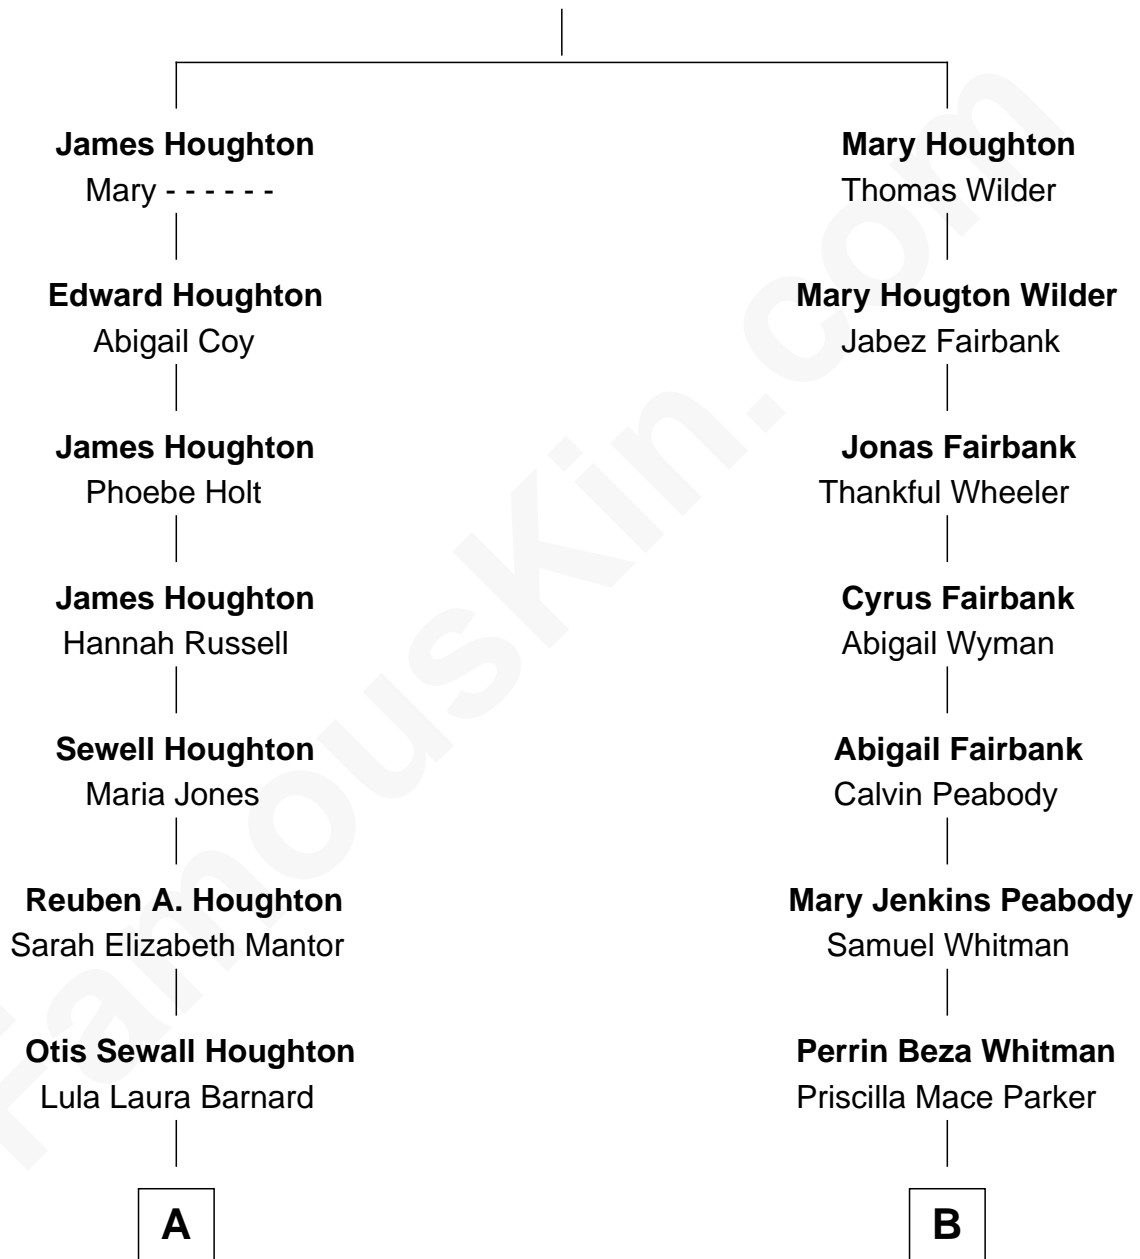 James Houghton
Mary - - - - - -
Mary Houghton
Thomas Wilder
Edward Houghton
Abigail Coy
Mary Hougton Wilder
Jabez Fairbank
James Houghton
Phoebe Holt
Jonas Fairbank
Thankful Wheeler
James Houghton
Hannah Russell
Cyrus Fairbank
Abigail Wyman
Sewell Houghton
Maria Jones
Abigail Fairbank
Calvin Peabody
Reuben A. Houghton
Sarah Elizabeth Mantor
Mary Jenkins Peabody
Samuel Whitman
Otis Sewall Houghton
Lula Laura Barnard
Perrin Beza Whitman
Priscilla Mace Parker
A
B
FamousKin.com